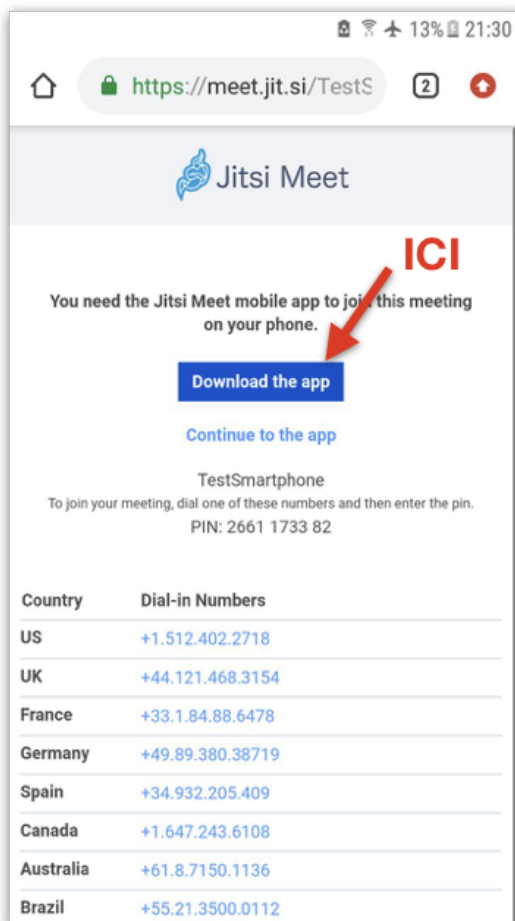 13% 21:30
https://meet.jit.si/TestS 2
Jitsi Meet
ICI
You need the Jitsi Meet mobile app to join this meeting
on your phone.
Download the app
Continue to the app
TestSmartphone
To join your meeting, dial one of these numbers and then enter the pin.
PIN: 2661 1733 82
Country Dial-in Numbers
US +1.512.402.2718
UK +44.121.468.3154
France +33.1.84.88.6478
Germany +49.89.380.38719
Spain +34.932.205.409
Canada +1.647.243.6108
Australia +61.8.7150.1136
Brazil +55.21.3500.0112